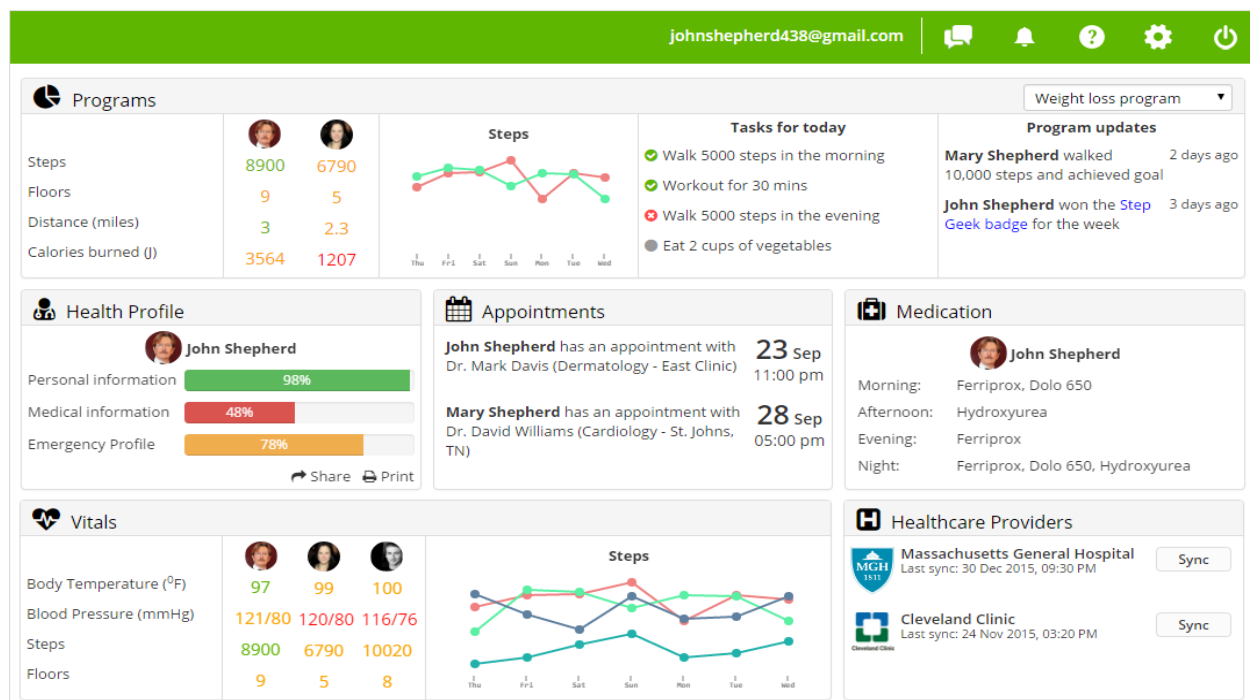 johnshepherd438@gmail.com
Programs
Weight loss program
Steps 8900 6790
Floors 9 5
Distance (miles) 3 2.3
Calories burned (J) 3564 1207
Steps
Thu Fri Sat Sun Mon Tue Wed
Tasks for today
Walk 5000 steps in the morning
Workout for 30 mins
Walk 5000 steps in the evening
Eat 2 cups of vegetables
Program updates
Mary Shepherd walked 2 days ago
10,000 steps and achieved goal
John Shepherd won the Step 3 days ago
Geek badge for the week
Health Profile
John Shepherd
Personal information 98%
Medical information 48%
Emergency Profile 78%
Share Print
Appointments
John Shepherd has an appointment with 23 Sep
Dr. Mark Davis (Dermatology - East Clinic) 11:00 pm
Mary Shepherd has an appointment with 28 Sep
Dr. David Williams (Cardiology - St. Johns, 05:00 pm
TN)
Medication
John Shepherd
Morning: Ferriprox, Dolo 650
Afternoon: Hydroxyurea
Evening: Ferriprox
Night: Ferriprox, Dolo 650, Hydroxyurea
Vitals
Body Temperature (⁰F) 97 99 100
Blood Pressure (mmHg) 121/80 120/80 116/76
Steps 8900 6790 10020
Floors 9 5 8
Steps
Thu Fri Sat Sun Mon Tue Wed
Healthcare Providers
MGH
1811
Massachusetts General Hospital
Last sync: 30 Dec 2015, 09:30 PM
Sync
Cleveland Clinic
Cleveland Clinic
Last sync: 24 Nov 2015, 03:20 PM
Sync